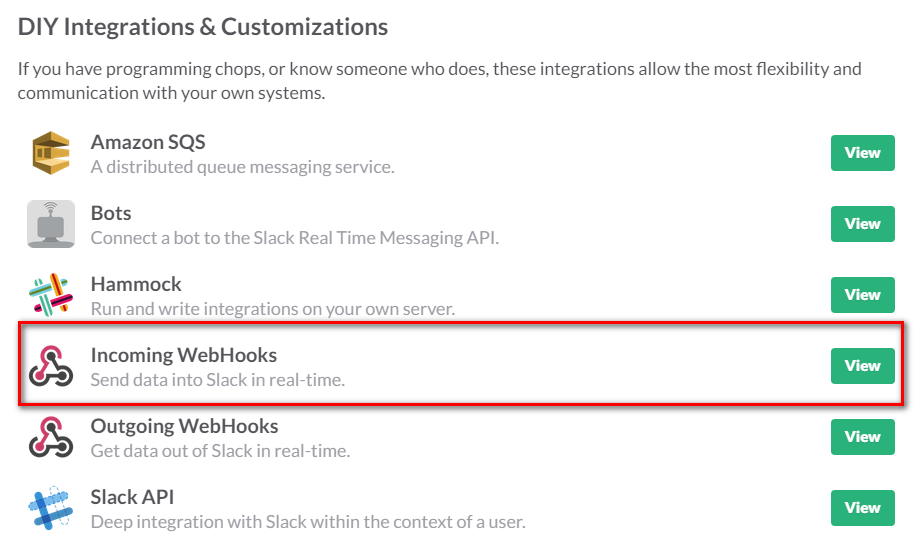 DIY Integrations & Customizations
If you have programming chops, or know someone who does, these integrations allow the most flexibility and
communication with your own systems.
Amazon SQS
A distributed queue messaging service.
View
Bots
Connect a bot to the Slack Real Time Messaging API.
View
Hammock
Run and write integrations on your own server.
View
Incoming WebHooks
Send data into Slack in real-time.
View
Outgoing WebHooks
Get data out of Slack in real-time.
View
Slack API
Deep integration with Slack within the context of a user.
View